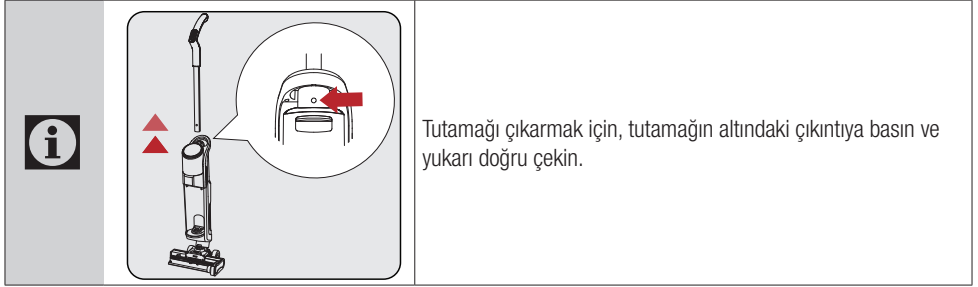 Tutamağı çıkarmak için, tutamağın altındaki çıkıntıya basın ve
yukarı doğru çekin.